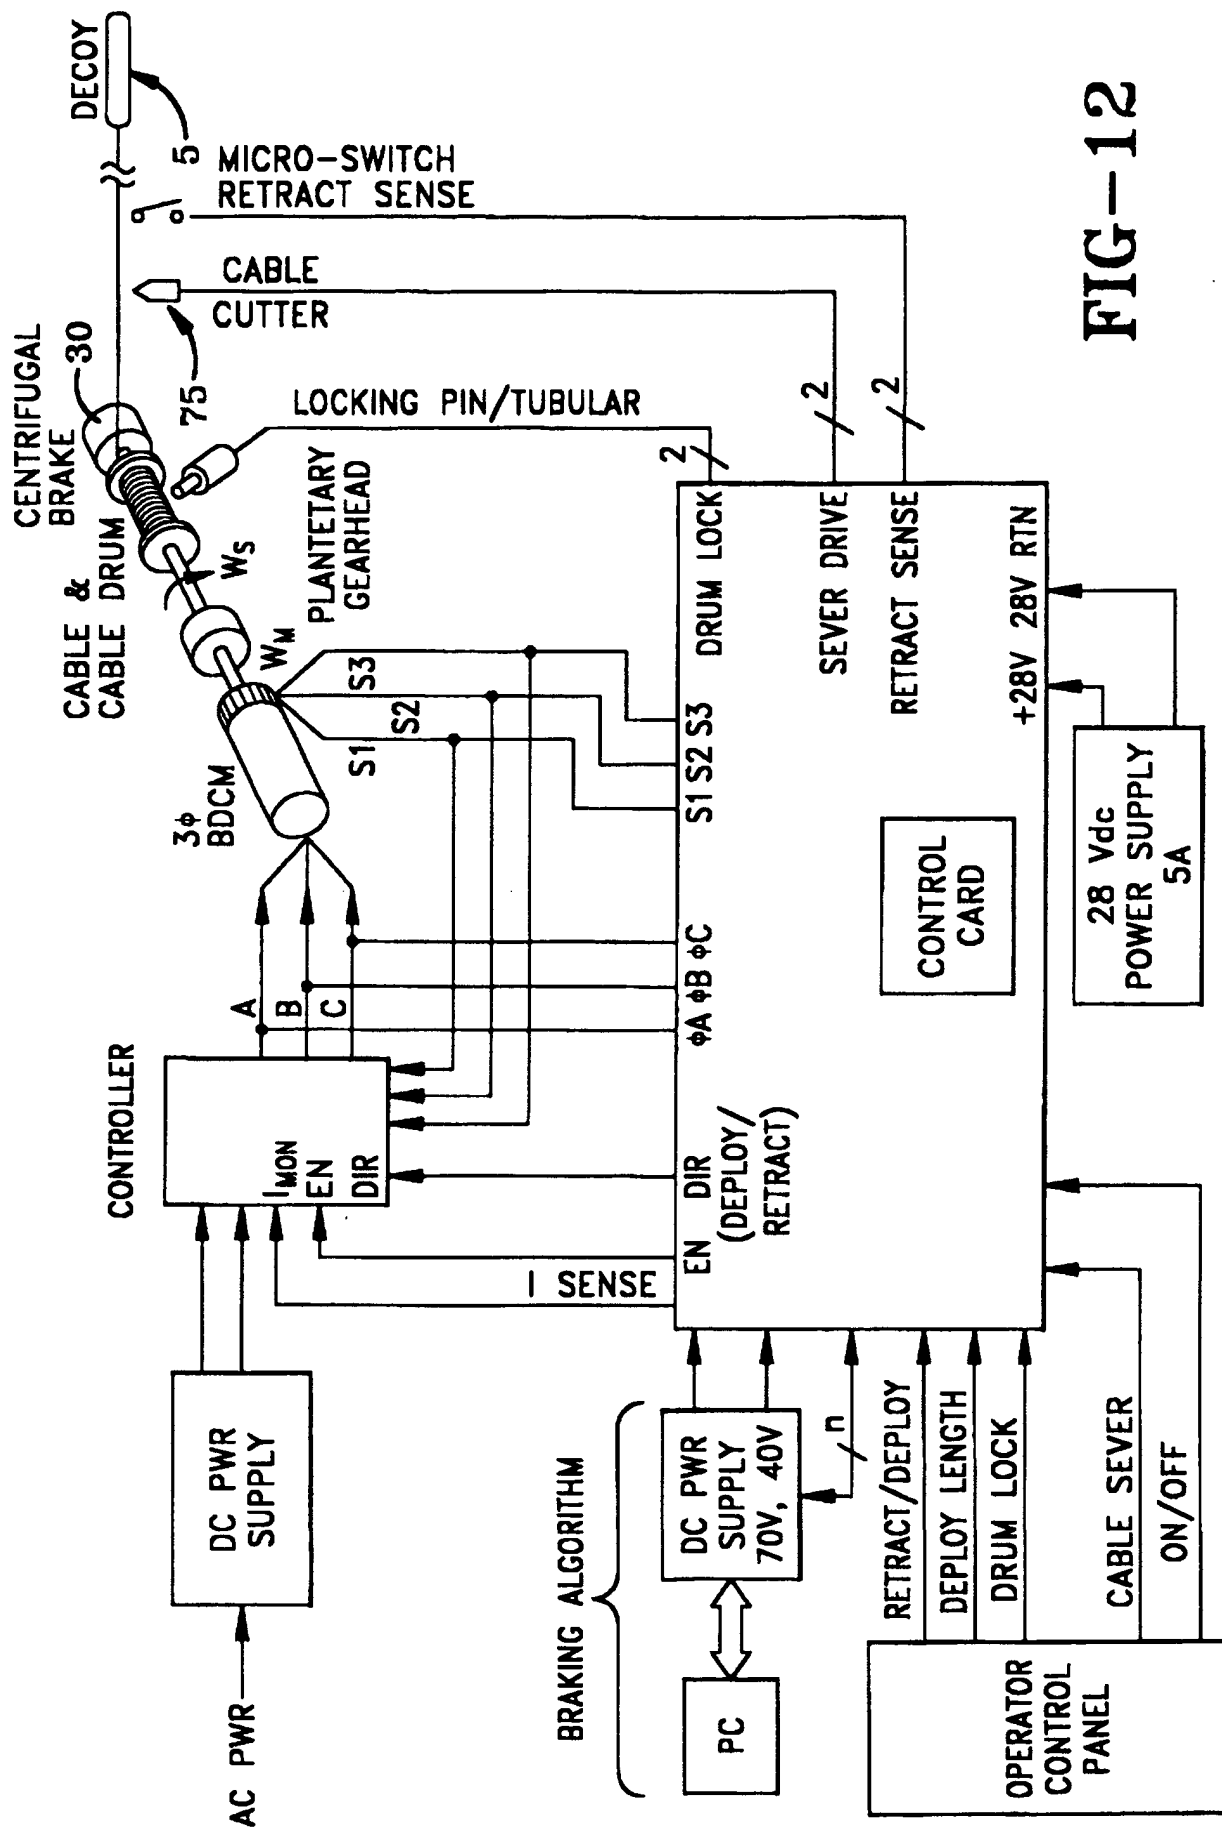 DECOY
5
MICRO-SWITCH
RETRACT SENSE
CABLE
CUTTER
75
CENTRIFUGAL
BRAKE
30
LOCKING PIN/TUBULAR
CABLE &
CABLE DRUM
WS
PLANTETARY
GEARHEAD
WM
3ϕ
BDCM
S1
S2
S3
CONTROLLER
A
B
C
IMON
EN
DIR
AC PWR
DC PWR
SUPPLY
I SENSE
EN
DIR
(DEPLOY/
RETRACT)
ϕA
ϕB
ϕC
S1
S2
S3
DRUM LOCK
2
SEVER DRIVE
2
RETRACT SENSE
2
CONTROL
CARD
+28V
28V RTN
28 Vdc
POWER SUPPLY
5A
BRAKING ALGORITHM
PC
DC PWR
SUPPLY
70V, 40V
n
RETRACT/DEPLOY
DEPLOY LENGTH
DRUM LOCK
CABLE SEVER
ON/OFF
OPERATOR
CONTROL
PANEL
FIG-12